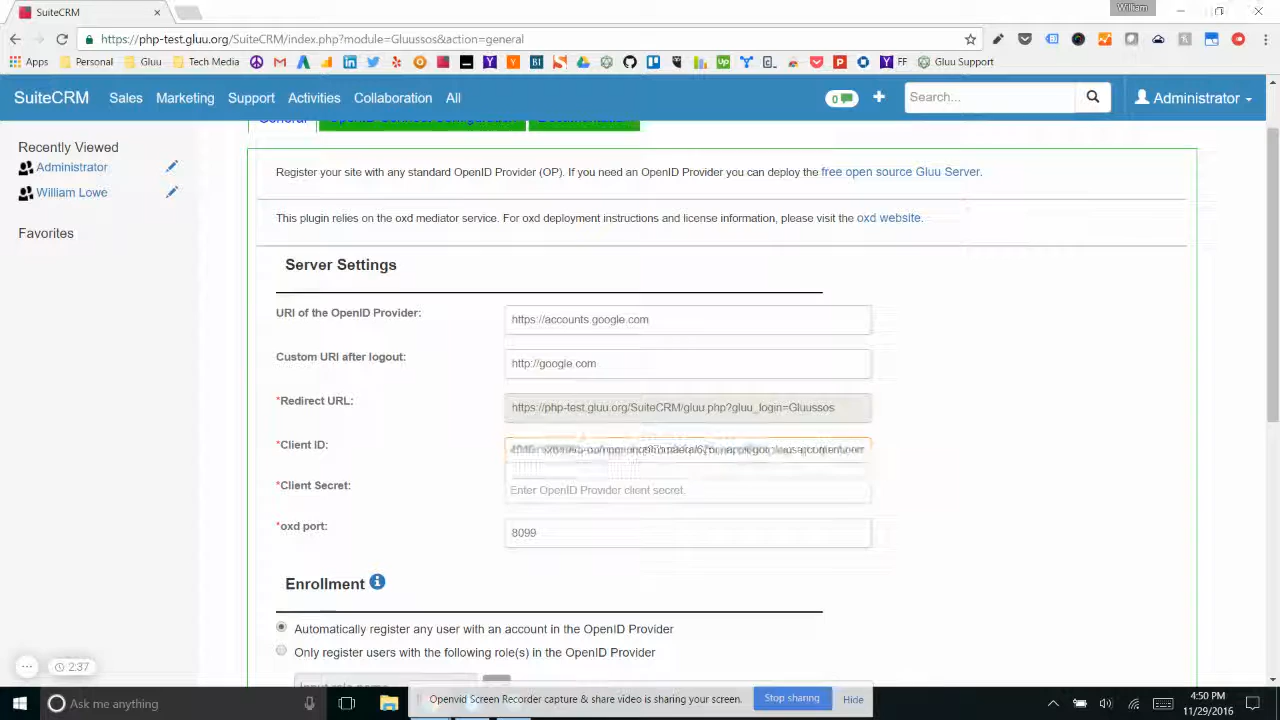 SuiteCRM
William
https://php-test.gluu.org/SuiteCRM/index.php?module=Gluussos&action=general
Apps Personal Gluu Tech Media FF Gluu Support
SuiteCRM Sales Marketing Support Activities Collaboration All 0 Search... Administrator
Recently Viewed
Administrator
William Lowe
Favorites
General OpenID Connect Configuration
Register your site with any standard OpenID Provider (OP). If you need an OpenID Provider you can deploy the free open source Gluu Server.
This plugin relies on the oxd mediator service. For oxd deployment instructions and license information, please visit the oxd website.
Server Settings
URI of the OpenID Provider: https://accounts.google.com
Custom URI after logout: http://google.com
*Redirect URL: https://php-test.gluu.org/SuiteCRM/gluu.php?gluu_login=Gluussos
*Client ID:
*Client Secret: Enter OpenID Provider client secret.
*oxd port: 8099
Enrollment
Automatically register any user with an account in the OpenID Provider
Only register users with the following role(s) in the OpenID Provider
Input role name
2:37
Openvid Screen Recorder capture & share video is sharing your screen. Stop sharing Hide
Ask me anything
4:50 PM
11/29/2016